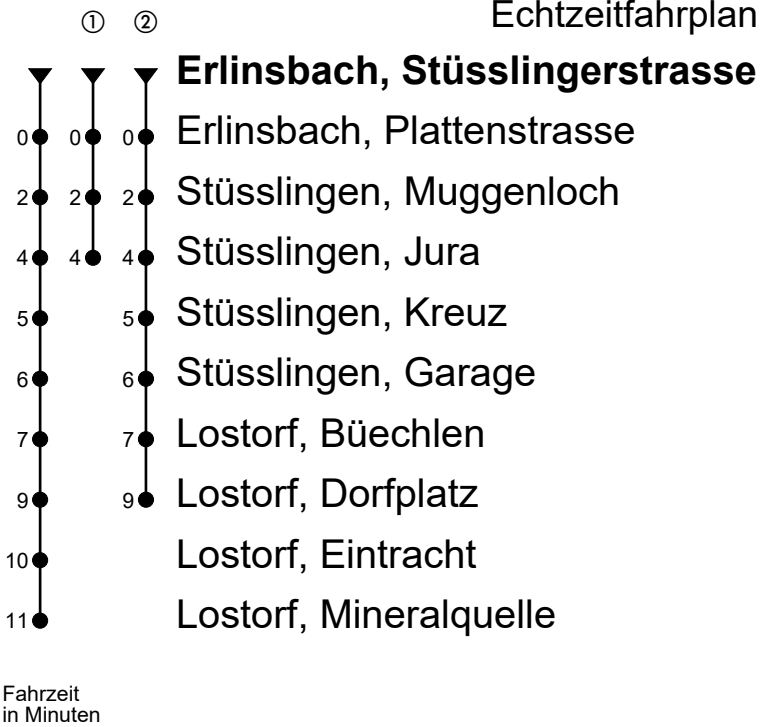 ① ② Echtzeitfahrplan
Erlinsbach, Stüsslingerstrasse
0 0 0 Erlinsbach, Plattenstrasse
2 2 2 Stüsslingen, Muggenloch
4 4 4 Stüsslingen, Jura
5 5 Stüsslingen, Kreuz
6 6 Stüsslingen, Garage
7 7 Lostorf, Büechlen
9 9 Lostorf, Dorfplatz
10 Lostorf, Eintracht
11 Lostorf, Mineralquelle
Fahrzeit
in Minuten